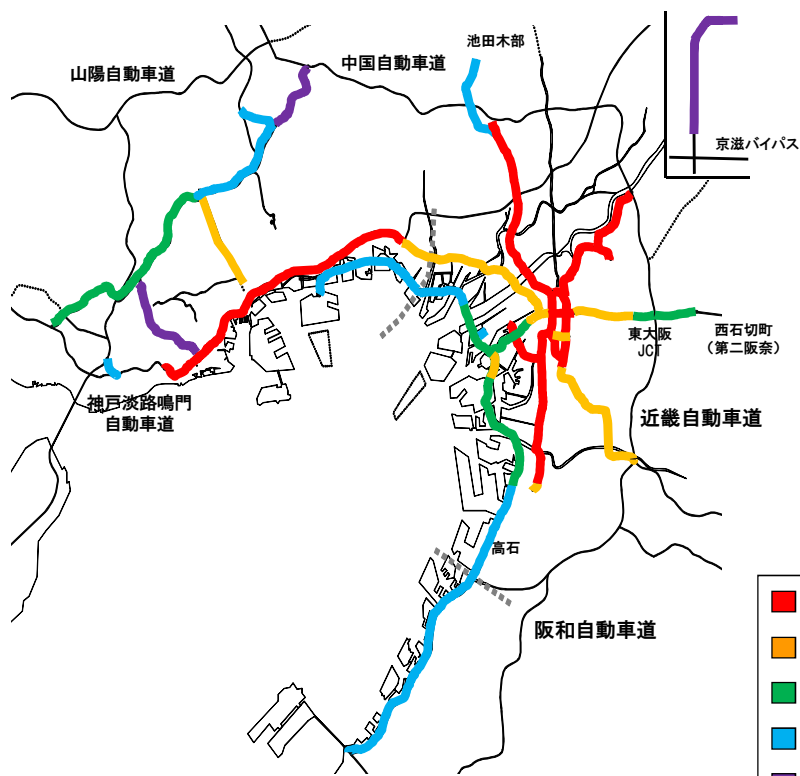 池田木部
中国自動車道
山陽自動車道
京滋バイパス
東大阪
JCT
西石切町
(第二阪奈)
神戸淡路鳴門
自動車道
近畿自動車道
高石
阪和自動車道